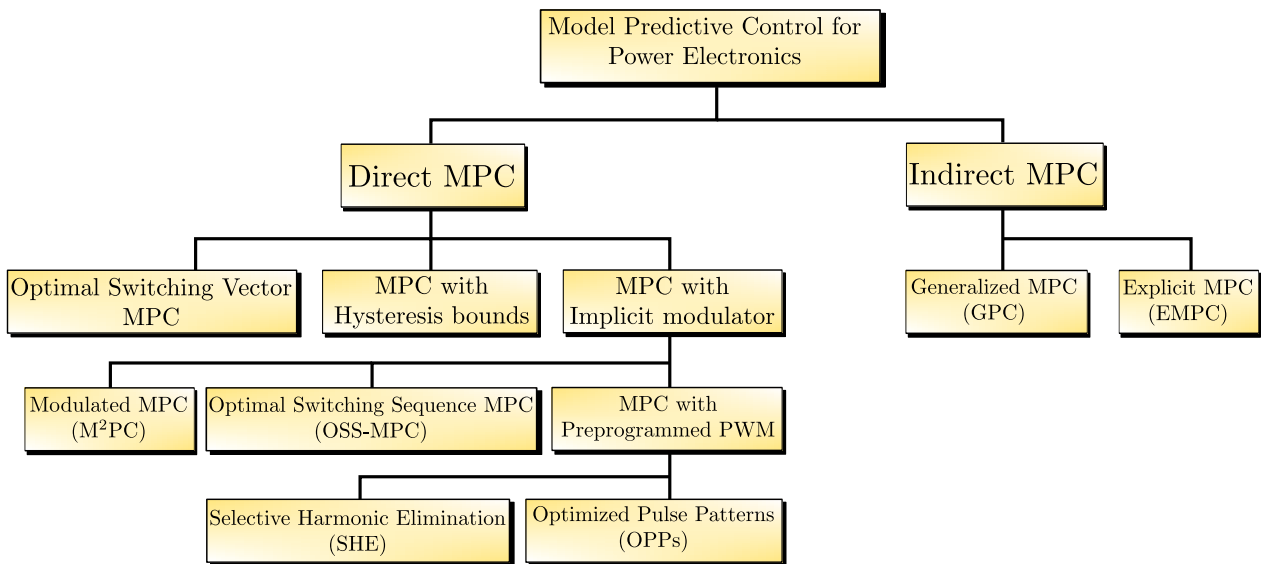 Model Predictive Control for
Power Electronics
Direct MPC
Indirect MPC
Optimal Switching Vector
MPC
MPC with
Hysteresis bounds
MPC with
Implicit modulator
Generalized MPC
(GPC)
Explicit MPC
(EMPC)
Modulated MPC
(M²PC)
Optimal Switching Sequence MPC
(OSS-MPC)
MPC with
Preprogrammed PWM
Selective Harmonic Elimination
(SHE)
Optimized Pulse Patterns
(OPPs)